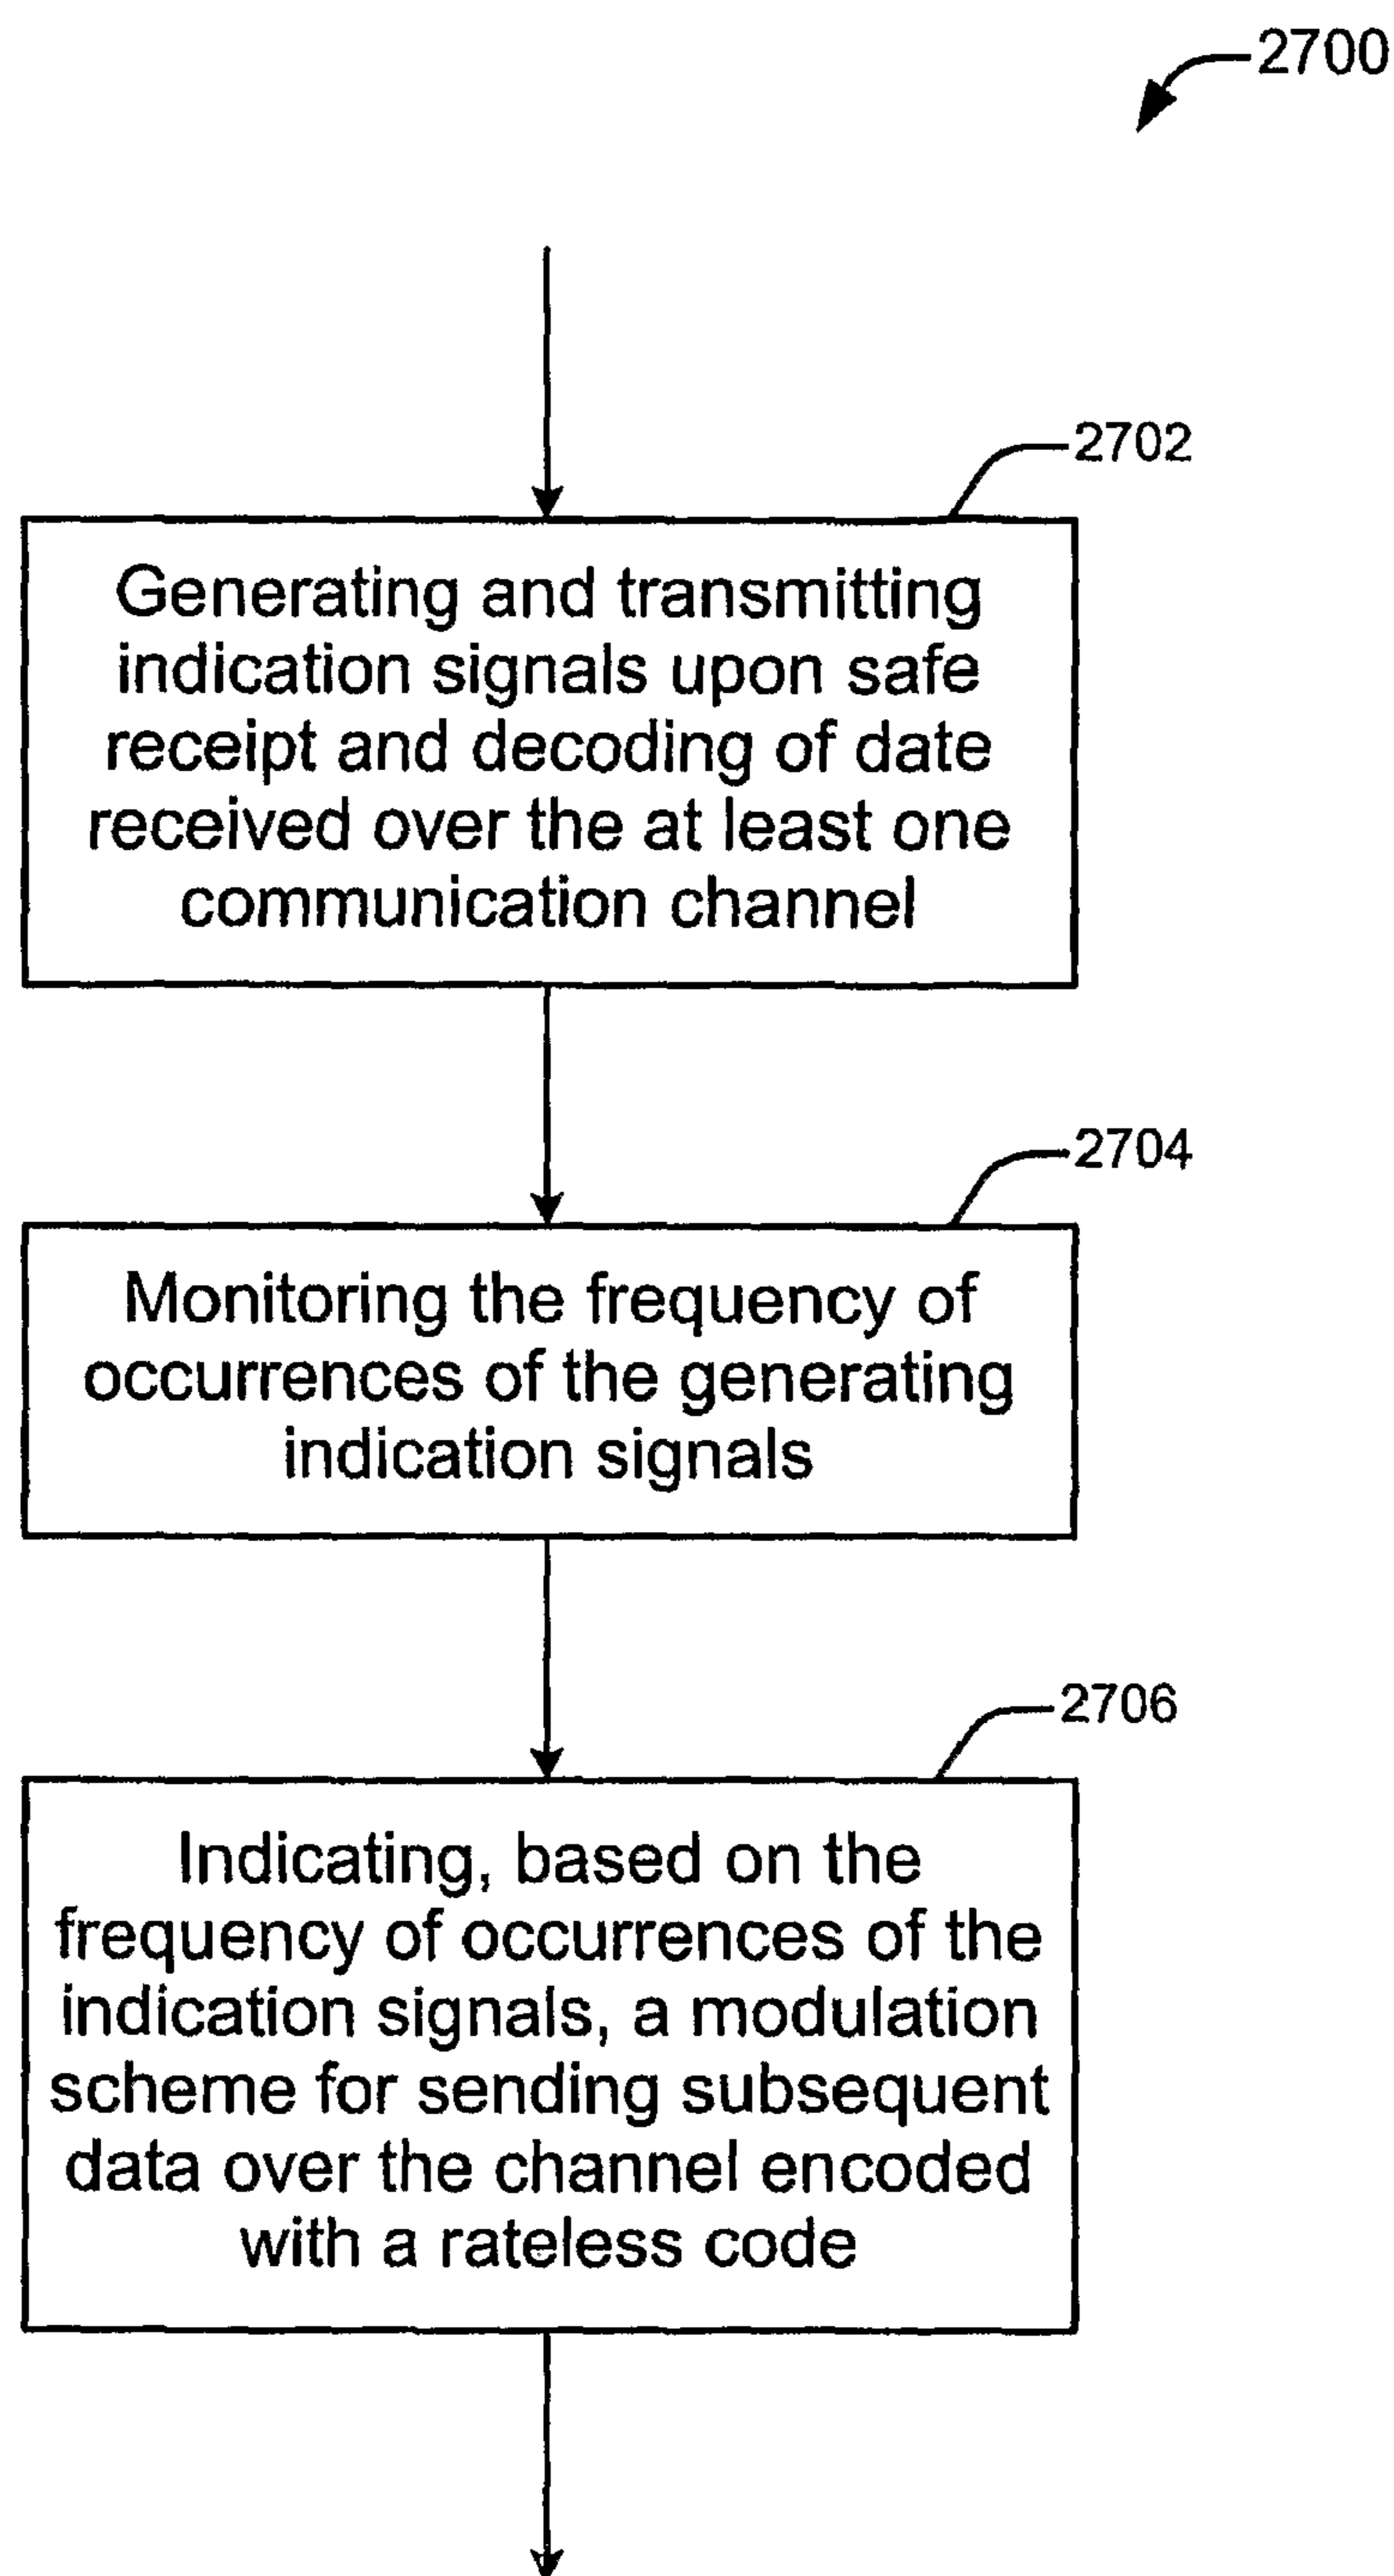 2700
2702
Generating and transmitting
indication signals upon safe
receipt and decoding of date
received over the at least one
communication channel
2704
Monitoring the frequency of
occurrences of the generating
indication signals
2706
Indicating, based on the
frequency of occurrences of the
indication signals, a modulation
scheme for sending subsequent
data over the channel encoded
with a rateless code